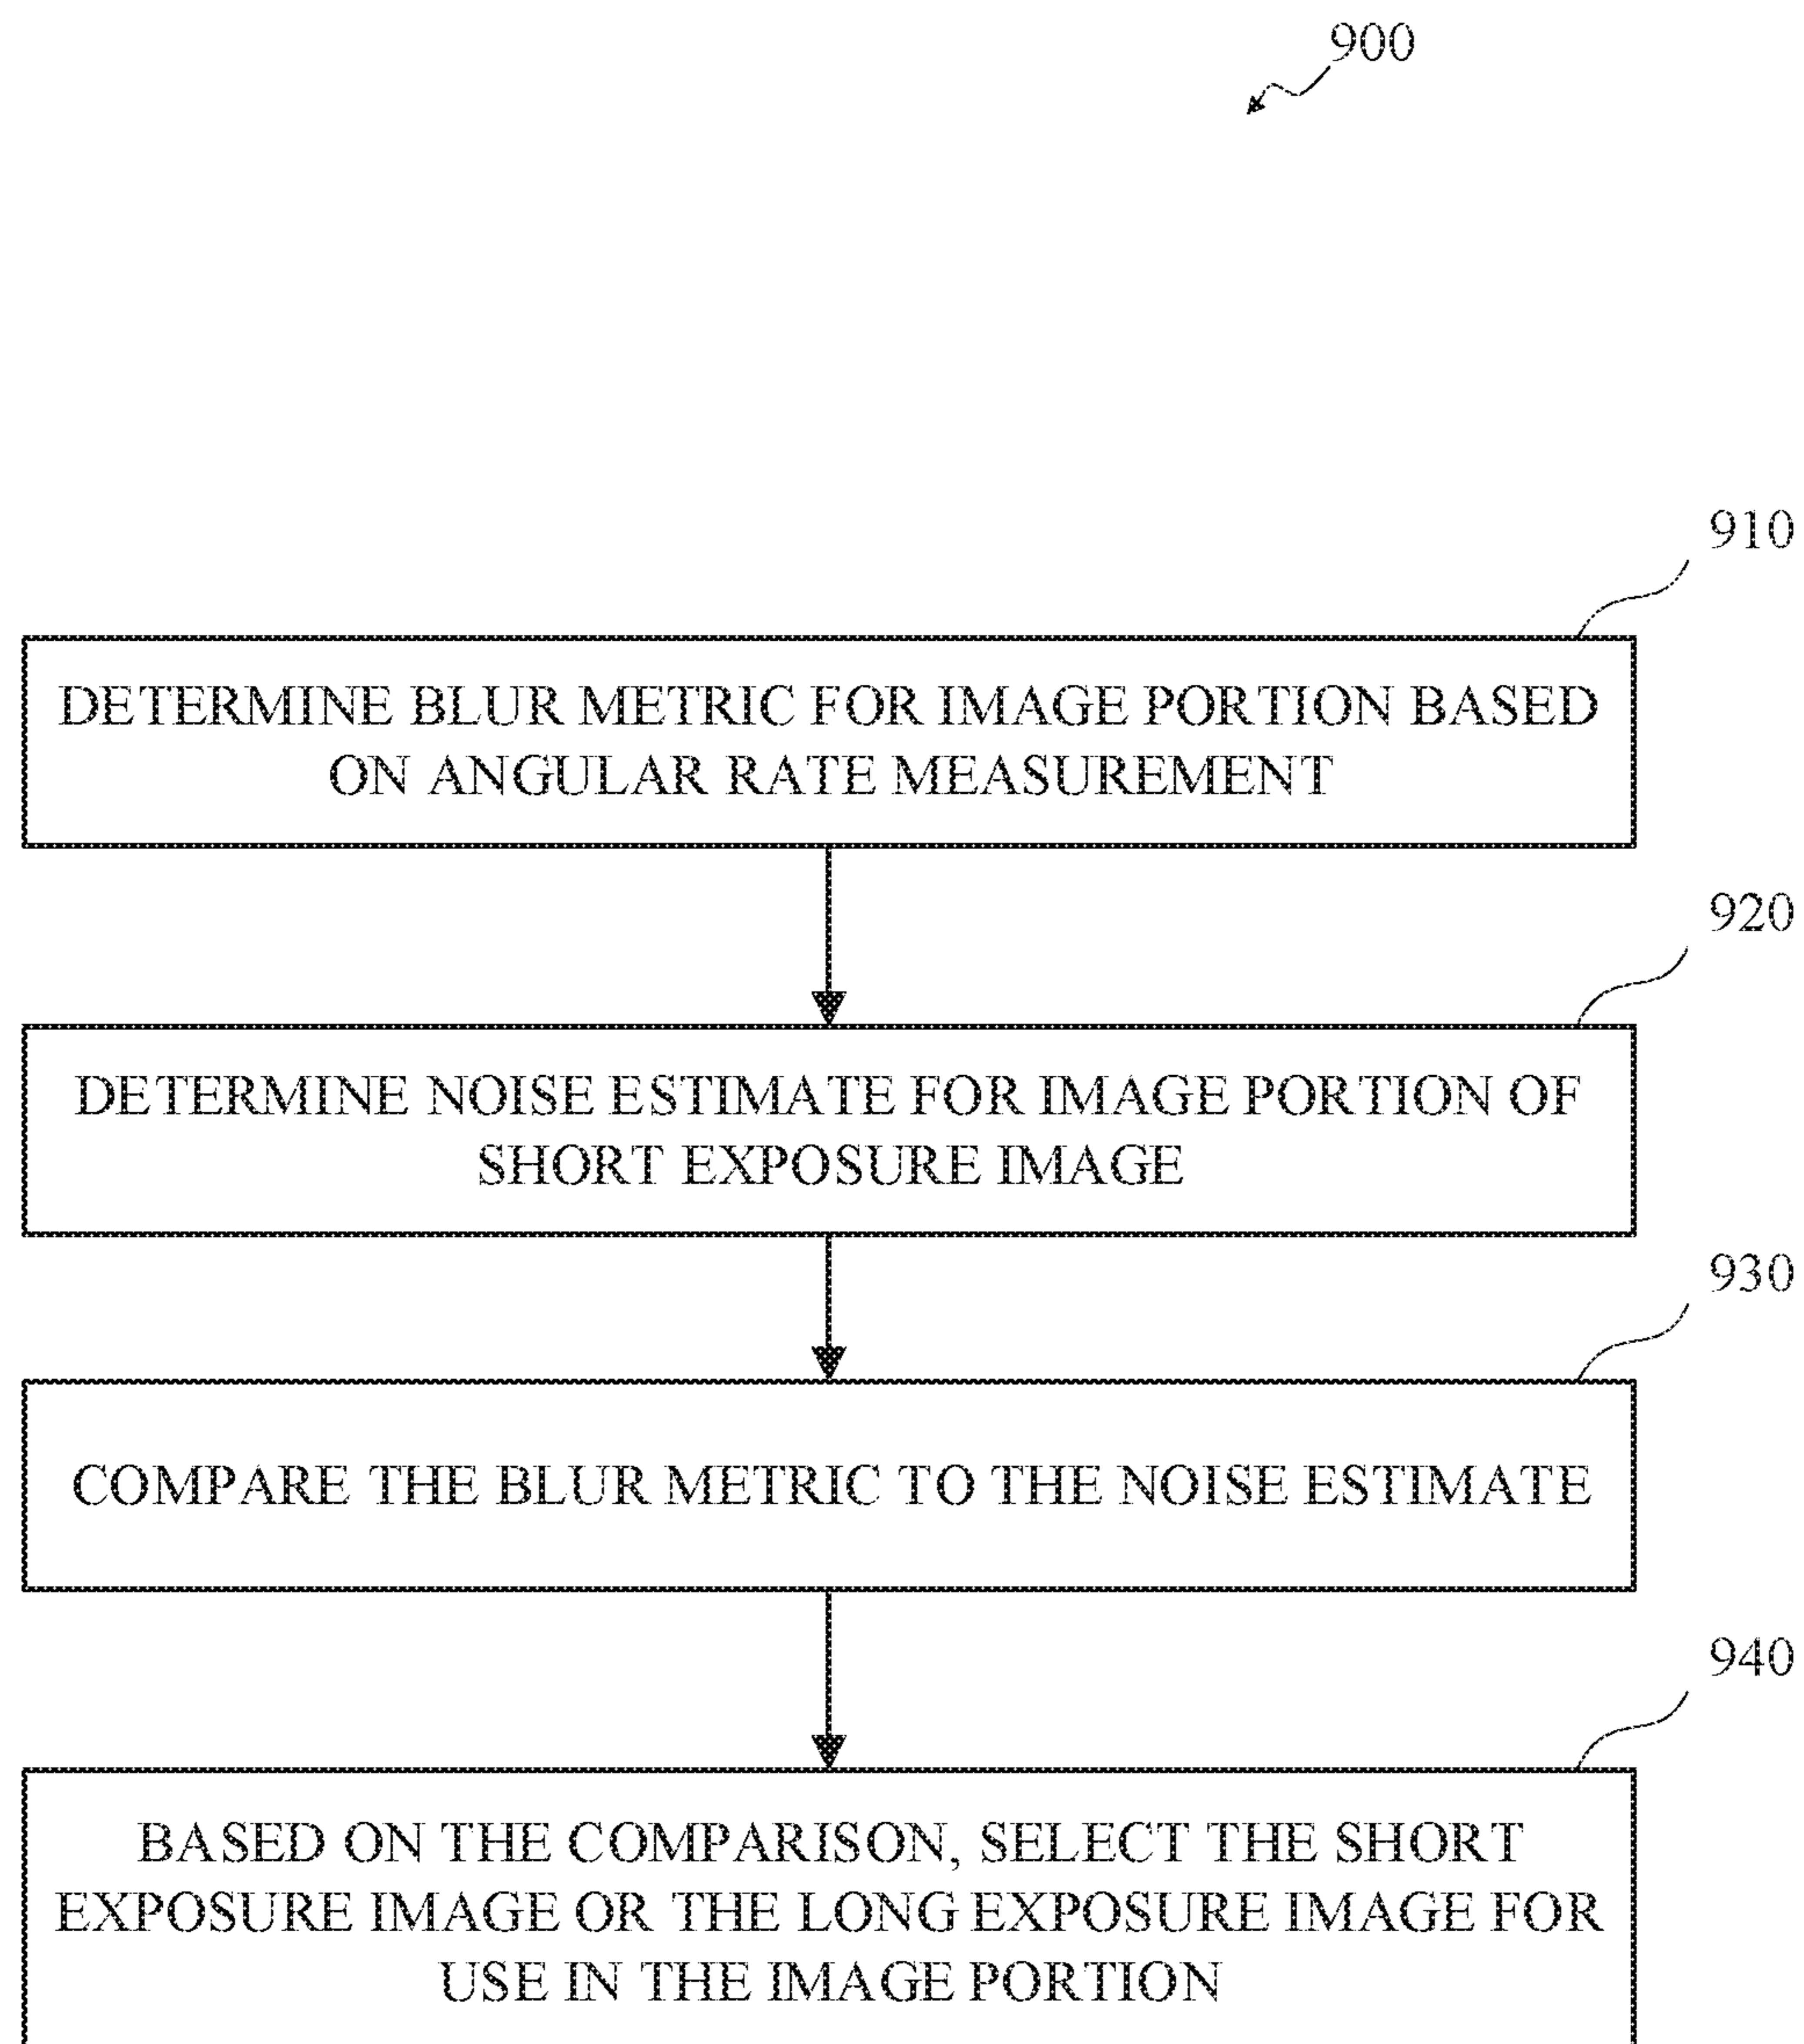 900
910
DETERMINE BLUR METRIC FOR IMAGE PORTION BASED
ON ANGULAR RATE MEASUREMENT
920
DETERMINE NOISE ESTIMATE FOR IMAGE PORTION OF
SHORT EXPOSURE IMAGE
930
COMPARE THE BLUR METRIC TO THE NOISE ESTIMATE
940
BASED ON THE COMPARISON, SELECT THE SHORT
EXPOSURE IMAGE OR THE LONG EXPOSURE IMAGE FOR
USE IN THE IMAGE PORTION